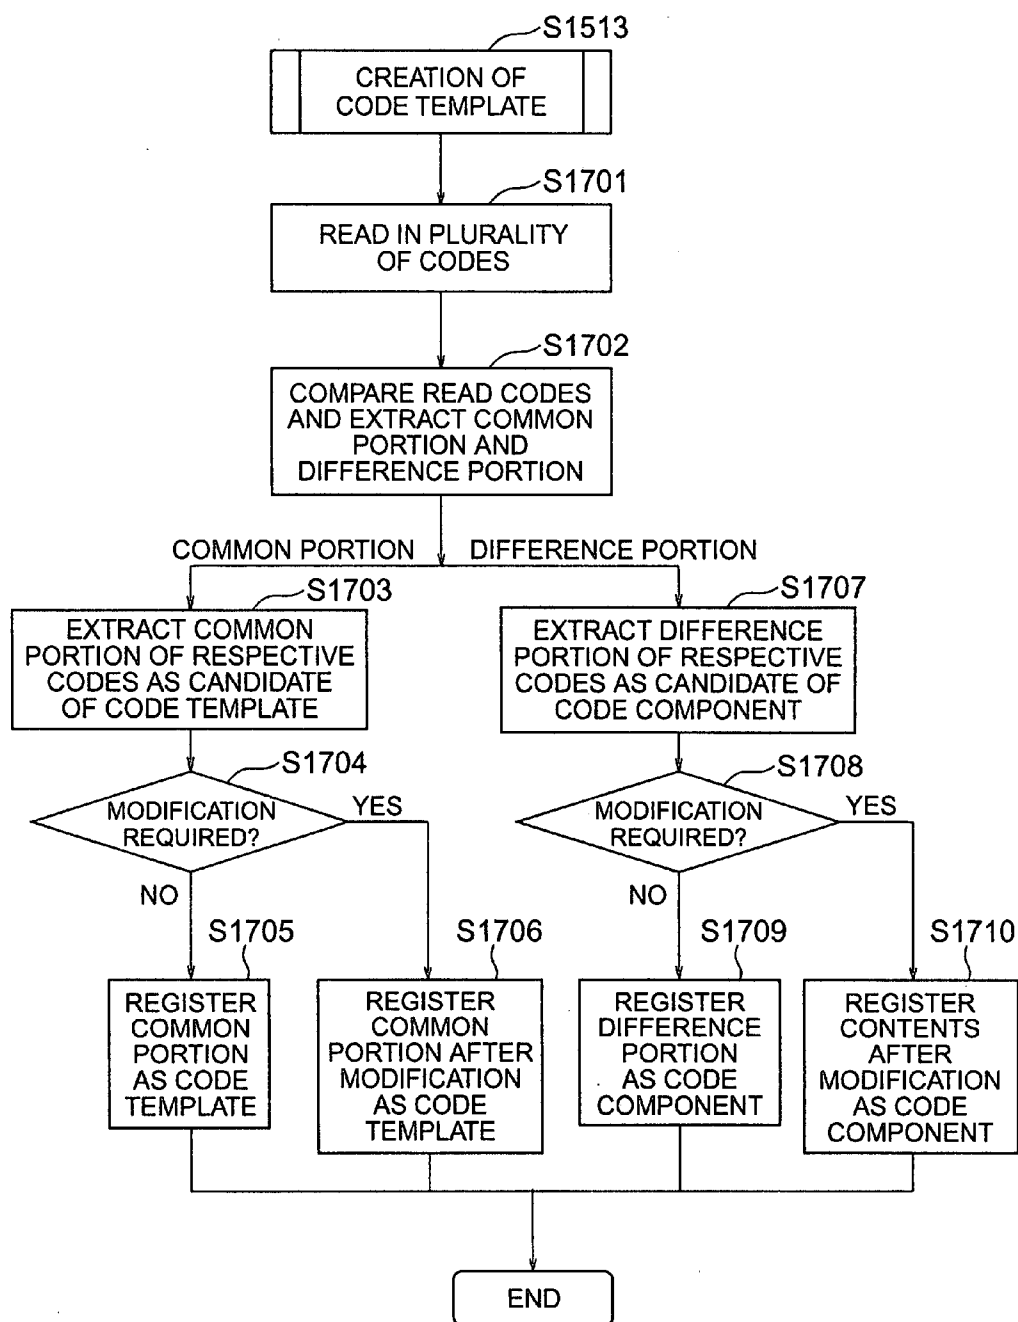 S1513
CREATION OF
CODE TEMPLATE
S1701
READ IN PLURALITY
OF CODES
S1702
COMPARE READ CODES
AND EXTRACT COMMON
PORTION AND
DIFFERENCE PORTION
COMMON PORTION
DIFFERENCE PORTION
S1703
EXTRACT COMMON
PORTION OF RESPECTIVE
CODES AS CANDIDATE
OF CODE TEMPLATE
S1707
EXTRACT DIFFERENCE
PORTION OF RESPECTIVE
CODES AS CANDIDATE OF
CODE COMPONENT
S1704
MODIFICATION
REQUIRED?
YES
NO
S1708
MODIFICATION
REQUIRED?
YES
NO
S1705
REGISTER
COMMON
PORTION
AS CODE
TEMPLATE
S1706
REGISTER
COMMON
PORTION AFTER
MODIFICATION
AS CODE
TEMPLATE
S1709
REGISTER
DIFFERENCE
PORTION
AS CODE
COMPONENT
S1710
REGISTER
CONTENTS
AFTER
MODIFICATION
AS CODE
COMPONENT
END